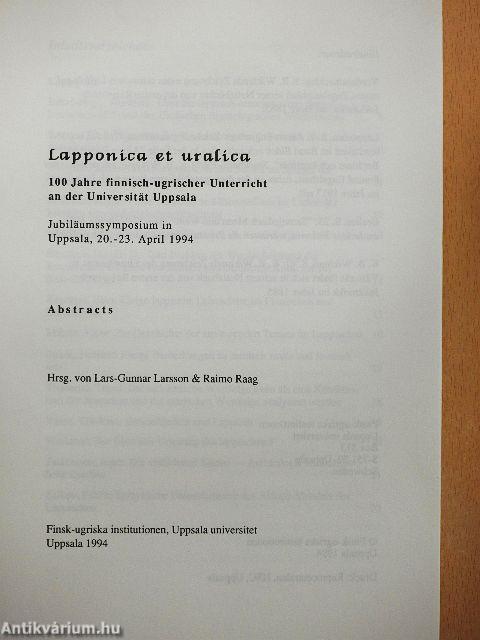 Lapponica et uralica
100 Jahre finnisch-ugrischer Unterricht
an der Universität Uppsala
Jubiläumssymposium in
Uppsala, 20.-23. April 1994
Abstracts
Hrsg. von Lars-Gunnar Larsson & Raimo Raag
Finsk-ugriska institutionen, Uppsala universitet
Uppsala 1994
Antikvárium.hu